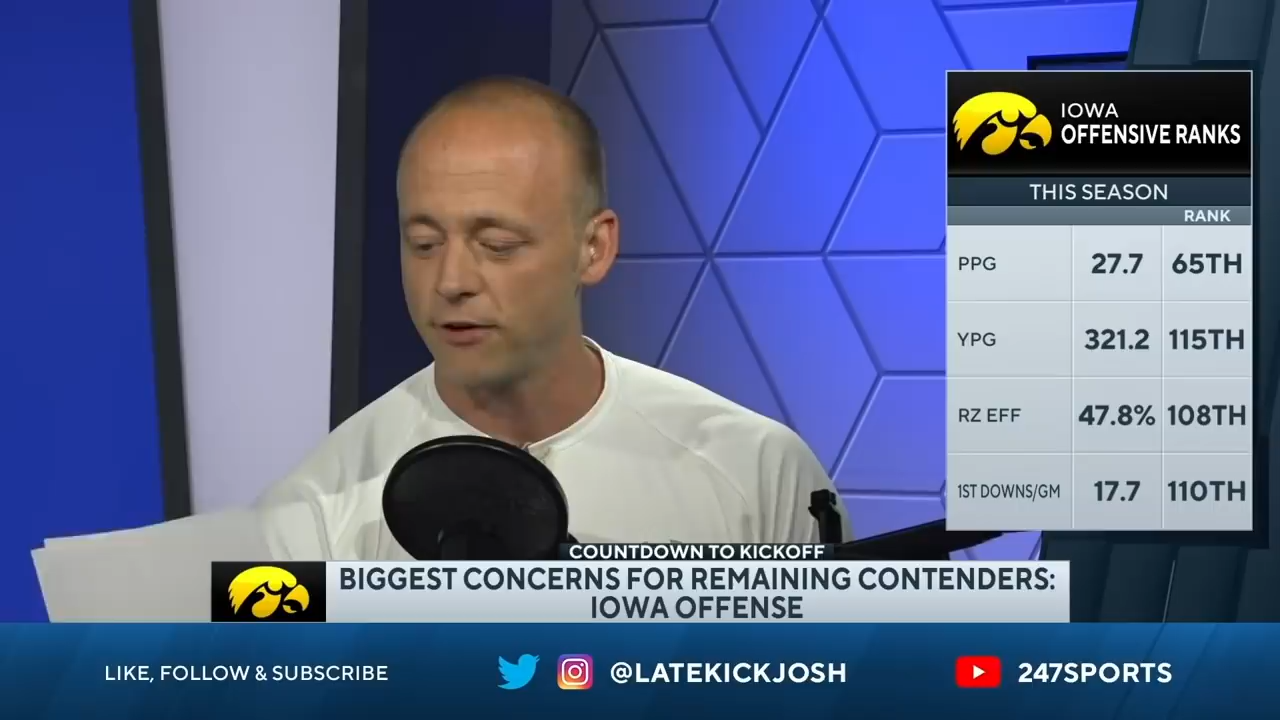 IOWA
OFFENSIVE RANKS
THIS SEASON
RANK
PPG 27.7 65TH
YPG 321.2 115TH
RZ EFF 47.8% 108TH
1ST DOWNS/GM 17.7 110TH
COUNTDOWN TO KICKOFF
BIGGEST CONCERNS FOR REMAINING CONTENDERS:
IOWA OFFENSE
LIKE, FOLLOW & SUBSCRIBE @LATEKICKJOSH 247SPORTS